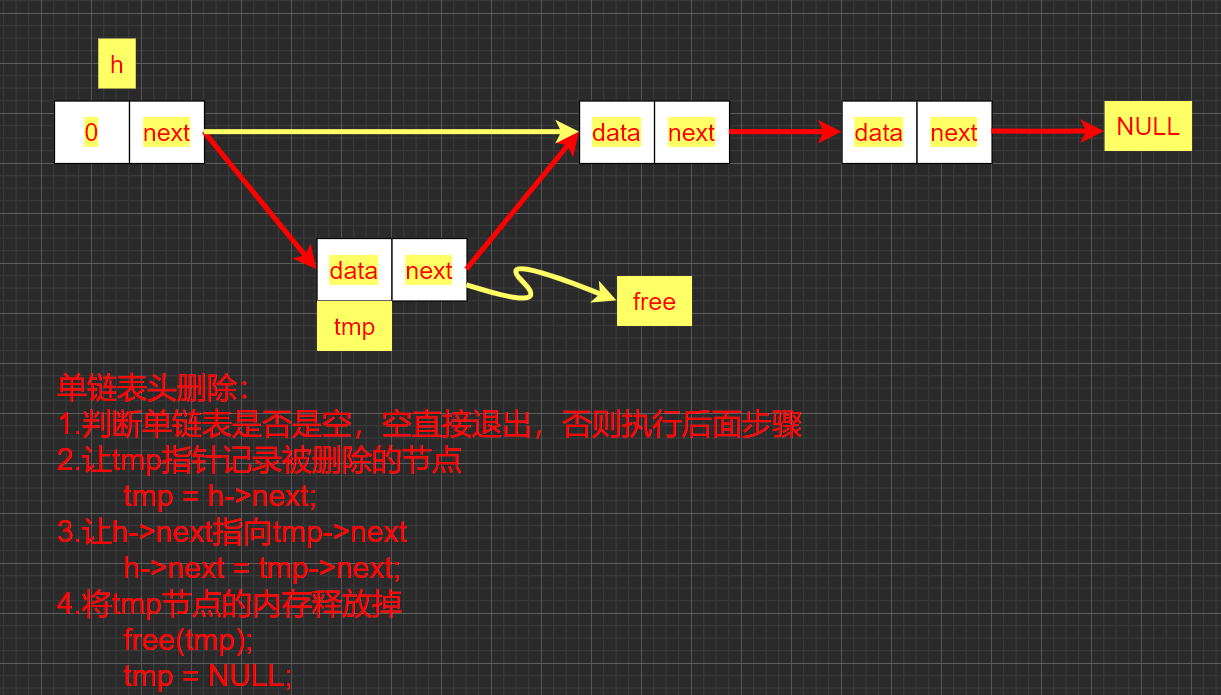 h
0 next data next data next NULL
data next
tmp
free
单链表头删除：
1.判断单链表是否是空，空直接退出，否则执行后面步骤
2.让tmp指针记录被删除的节点
tmp = h->next;
3.让h->next指向tmp->next
h->next = tmp->next;
4.将tmp节点的内存释放掉
free(tmp);
tmp = NULL;